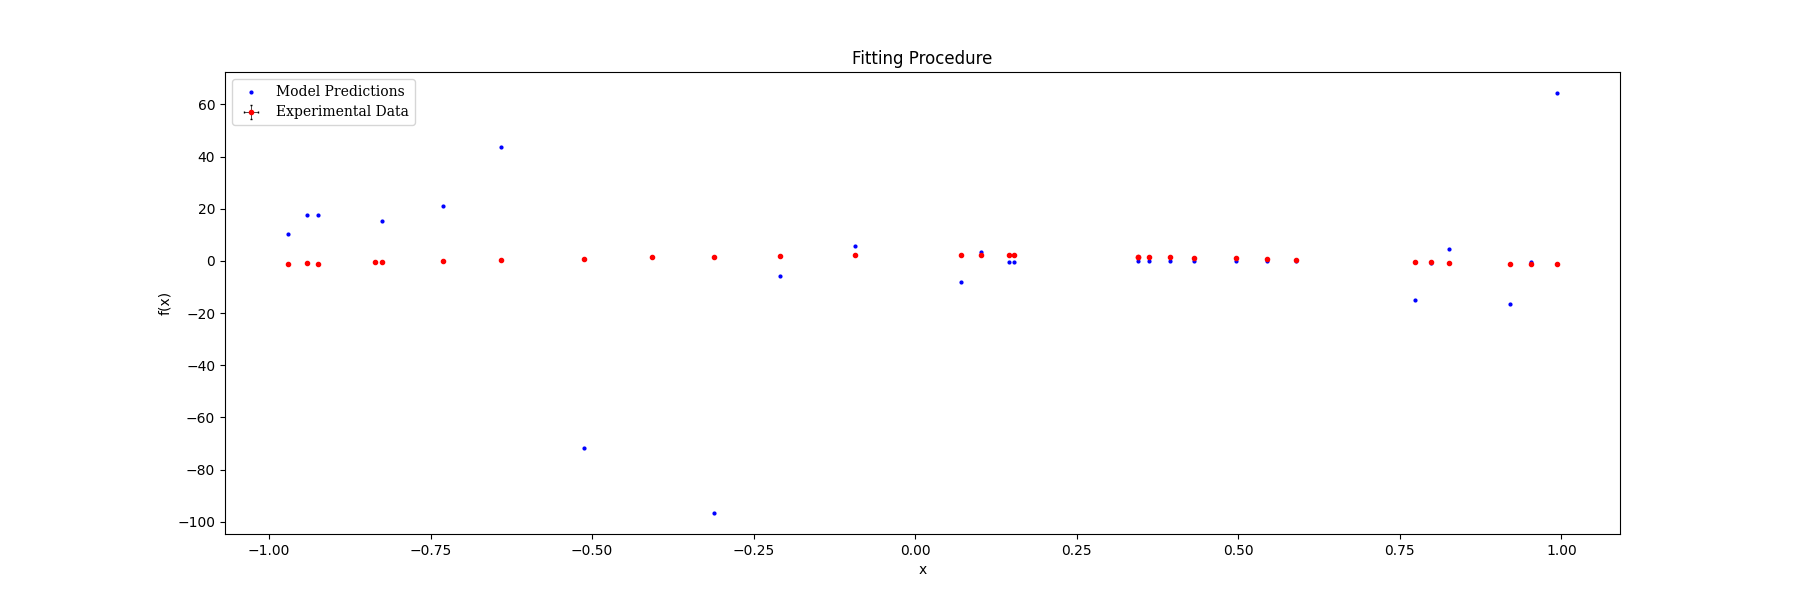 Fitting Procedure
Model Predictions
Experimental Data
60
40
20
0
−20
−40
−60
−80
−100
f(x)
−1.00 −0.75 −0.50 −0.25 0.00 0.25 0.50 0.75 1.00
x